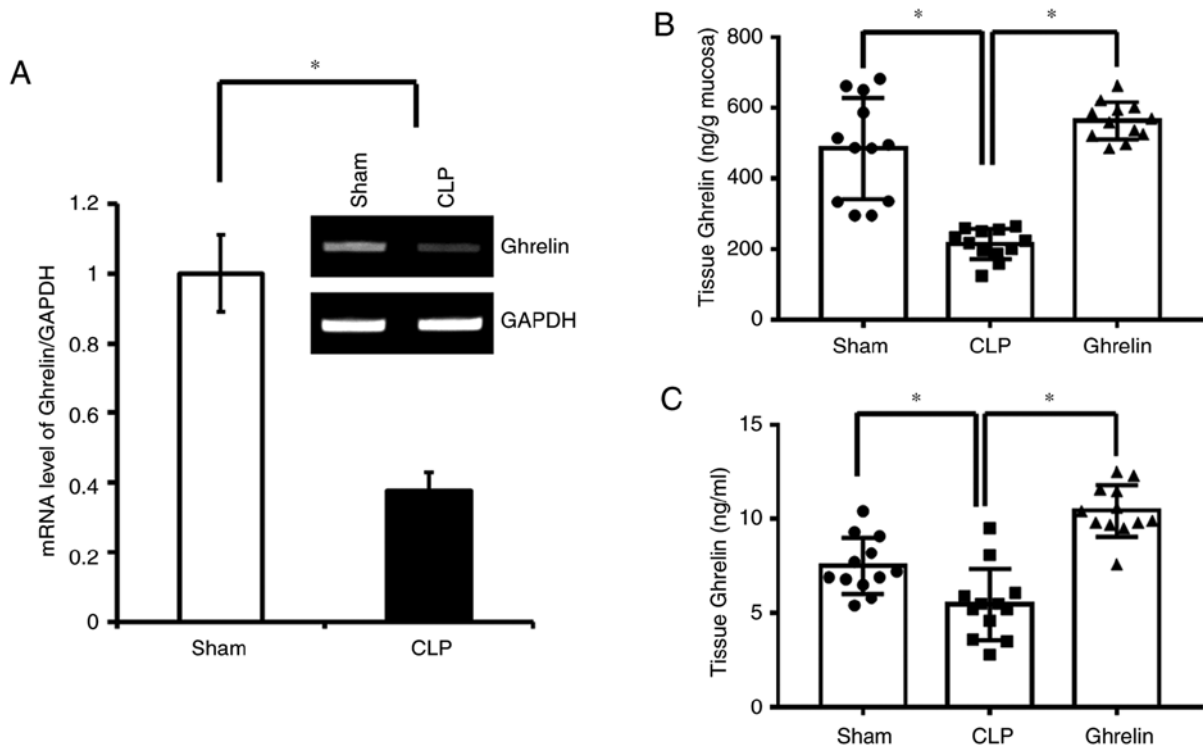 A
*
mRNA level of Ghrelin/GAPDH
1.2
1
0.8
0.6
0.4
0.2
0
Sham
CLP
Sham
CLP
Ghrelin
GAPDH
B
*
*
Tissue Ghrelin (ng/g mucosa)
800
600
400
200
0
Sham
CLP
Ghrelin
C
*
*
Tissue Ghrelin (ng/ml)
15
10
5
0
Sham
CLP
Ghrelin